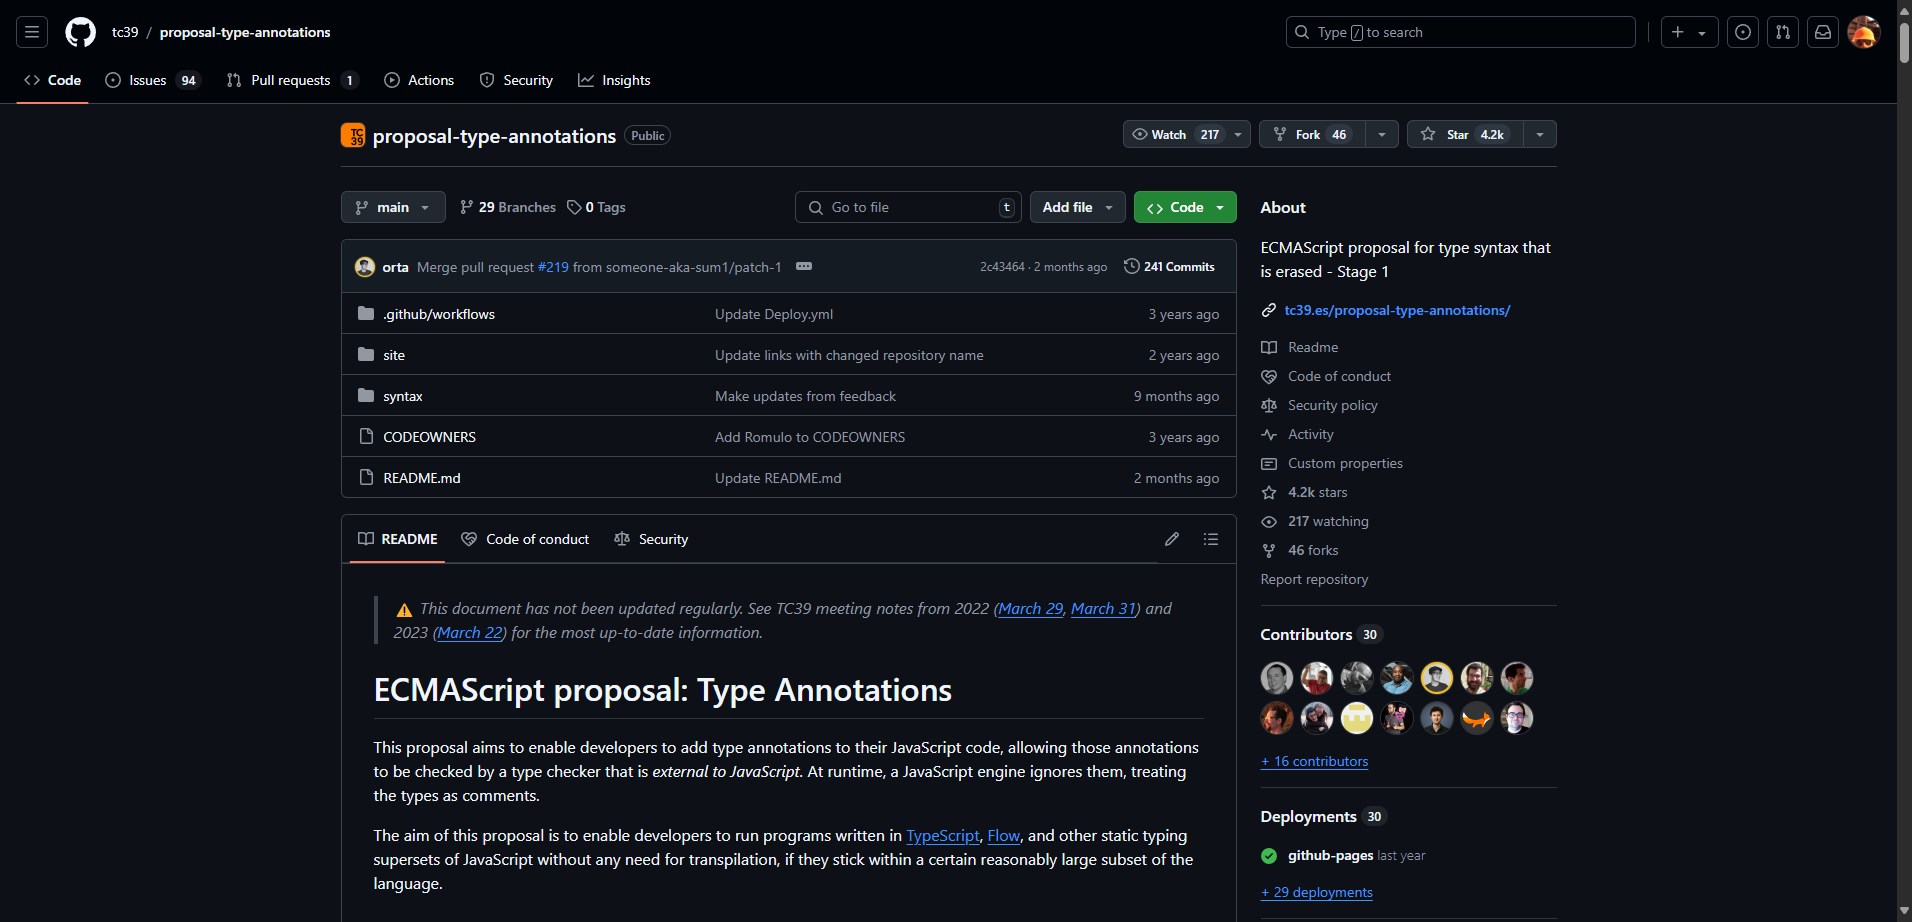 tc39 / proposal-type-annotations
Type / to search
Code
Issues 94
Pull requests 1
Actions
Security
Insights
TC39
proposal-type-annotations Public
Watch 217
Fork 46
Star 4.2k
main
29 Branches
0 Tags
Go to file t
Add file
Code
orta Merge pull request #219 from someone-aka-sum1/patch-1
2c43464 · 2 months ago
241 Commits
.github/workflows Update Deploy.yml 3 years ago
site Update links with changed repository name 2 years ago
syntax Make updates from feedback 9 months ago
CODEOWNERS Add Romulo to CODEOWNERS 3 years ago
README.md Update README.md 2 months ago
README
Code of conduct
Security
This document has not been updated regularly. See TC39 meeting notes from 2022 (March 29, March 31) and
2023 (March 22) for the most up-to-date information.
ECMAScript proposal: Type Annotations
This proposal aims to enable developers to add type annotations to their JavaScript code, allowing those annotations
to be checked by a type checker that is external to JavaScript. At runtime, a JavaScript engine ignores them, treating
the types as comments.
The aim of this proposal is to enable developers to run programs written in TypeScript, Flow, and other static typing
supersets of JavaScript without any need for transpilation, if they stick within a certain reasonably large subset of the
language.
About
ECMAScript proposal for type syntax that
is erased - Stage 1
tc39.es/proposal-type-annotations/
Readme
Code of conduct
Security policy
Activity
Custom properties
4.2k stars
217 watching
46 forks
Report repository
Contributors 30
+ 16 contributors
Deployments 30
github-pages last year
+ 29 deployments